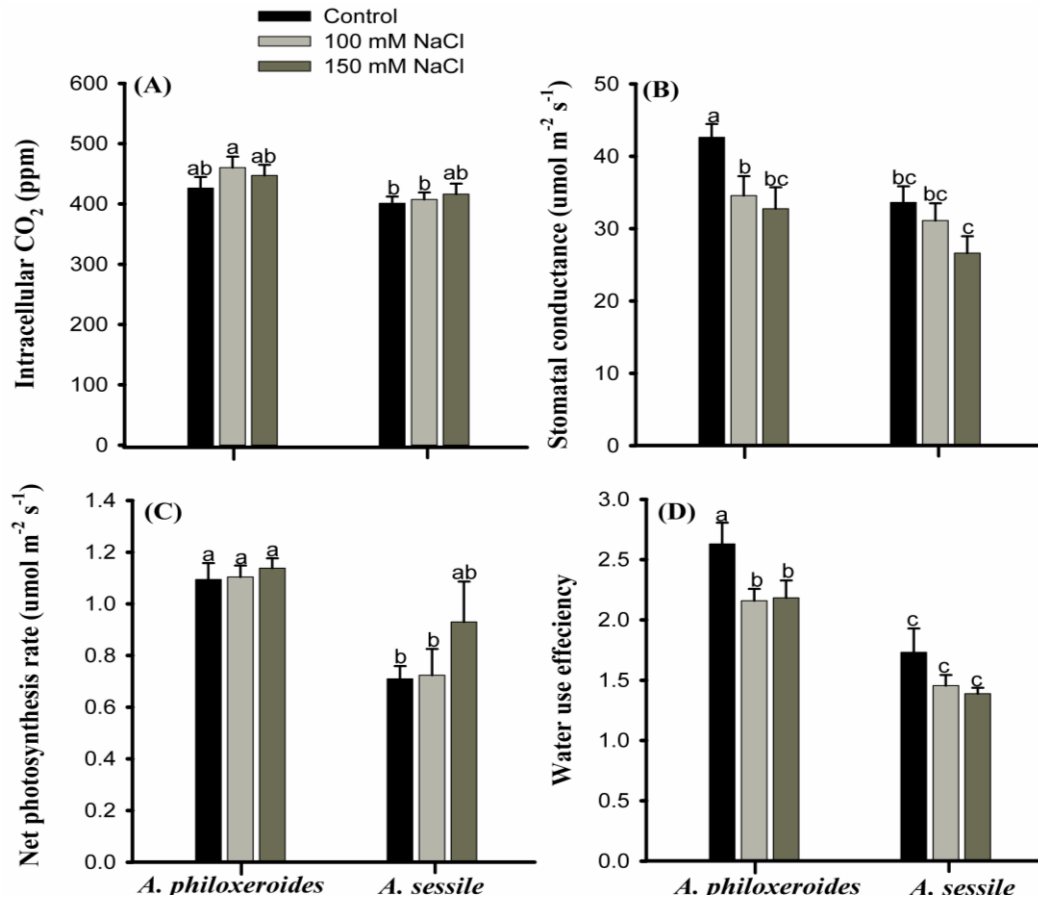 Control
100 mM NaCl
150 mM NaCl
(A)
Intracellular CO₂ (ppm)
600
500
400
300
200
100
0
ab
a
ab
b
b
ab
(B)
Stomatal conductance (umol m⁻² s⁻¹)
50
40
30
20
10
0
a
b
bc
bc
bc
c
(C)
Net photosynthesis rate (umol m⁻² s⁻¹)
1.4
1.2
1.0
0.8
0.6
0.4
0.2
0.0
a
a
a
b
b
ab
A. philoxeroides
A. sessile
(D)
Water use effeciency
3.0
2.5
2.0
1.5
1.0
0.5
0.0
a
b
b
c
c
c
A. philoxeroides
A. sessile